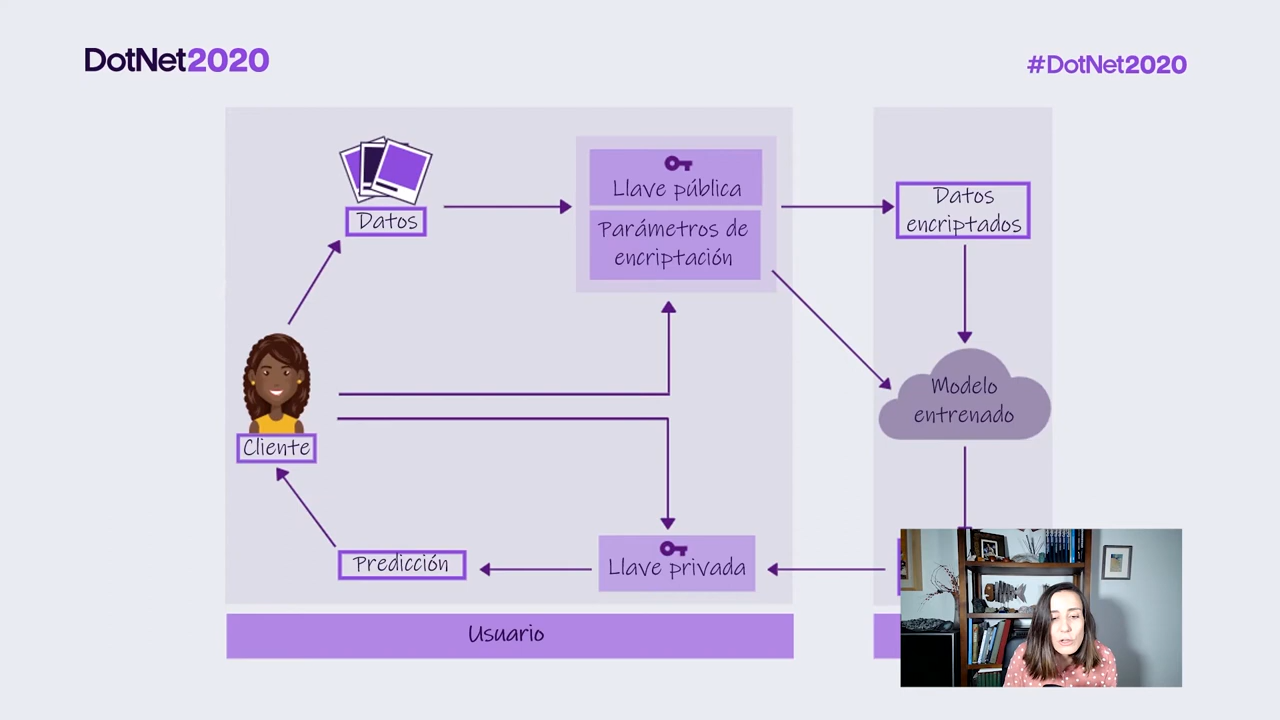 DotNet2020
#DotNet2020
Llave pública
Datos
Parámetros de
encriptación
Datos
encriptados
Modelo
entrenado
Cliente
Predicción
Llave privada
Usuario